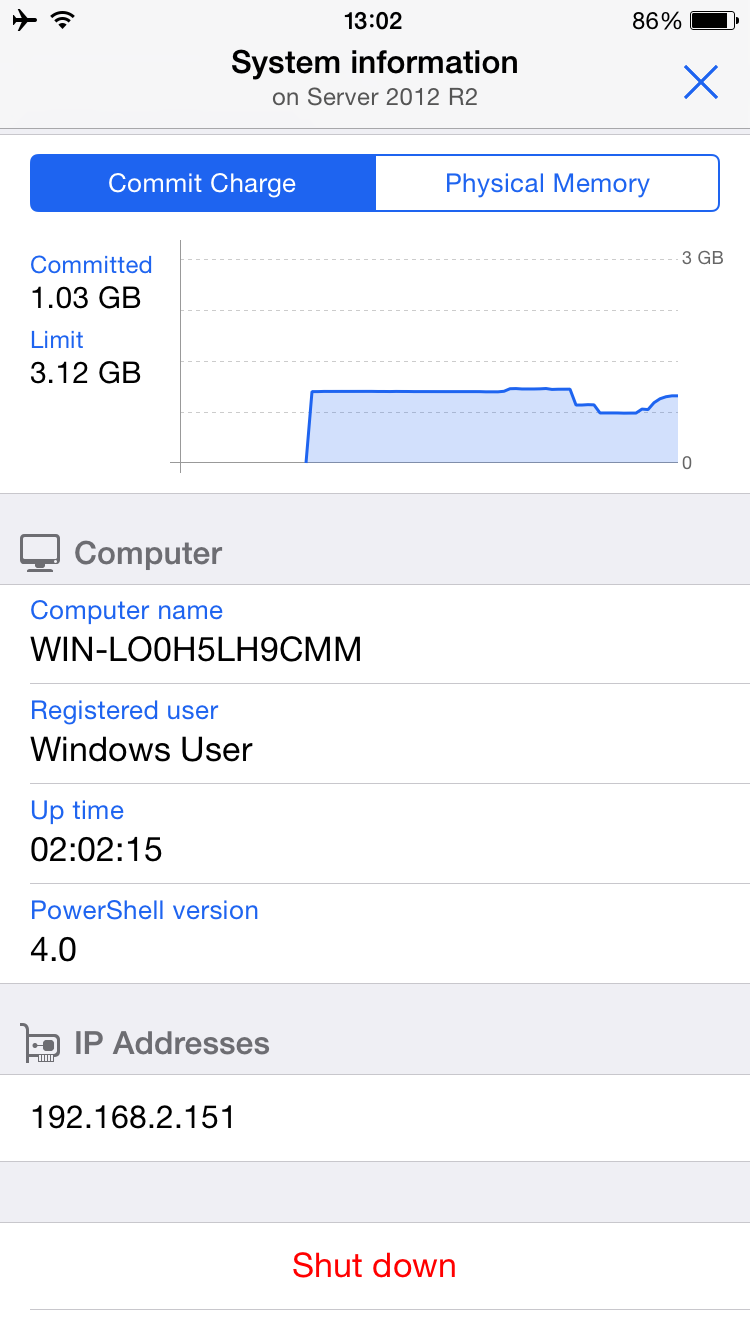 13:02
86%
System information
on Server 2012 R2
Commit Charge
Physical Memory
Committed
1.03 GB
Limit
3.12 GB
3 GB
0
Computer
Computer name
WIN-LO0H5LH9CMM
Registered user
Windows User
Up time
02:02:15
PowerShell version
4.0
IP Addresses
192.168.2.151
Shut down